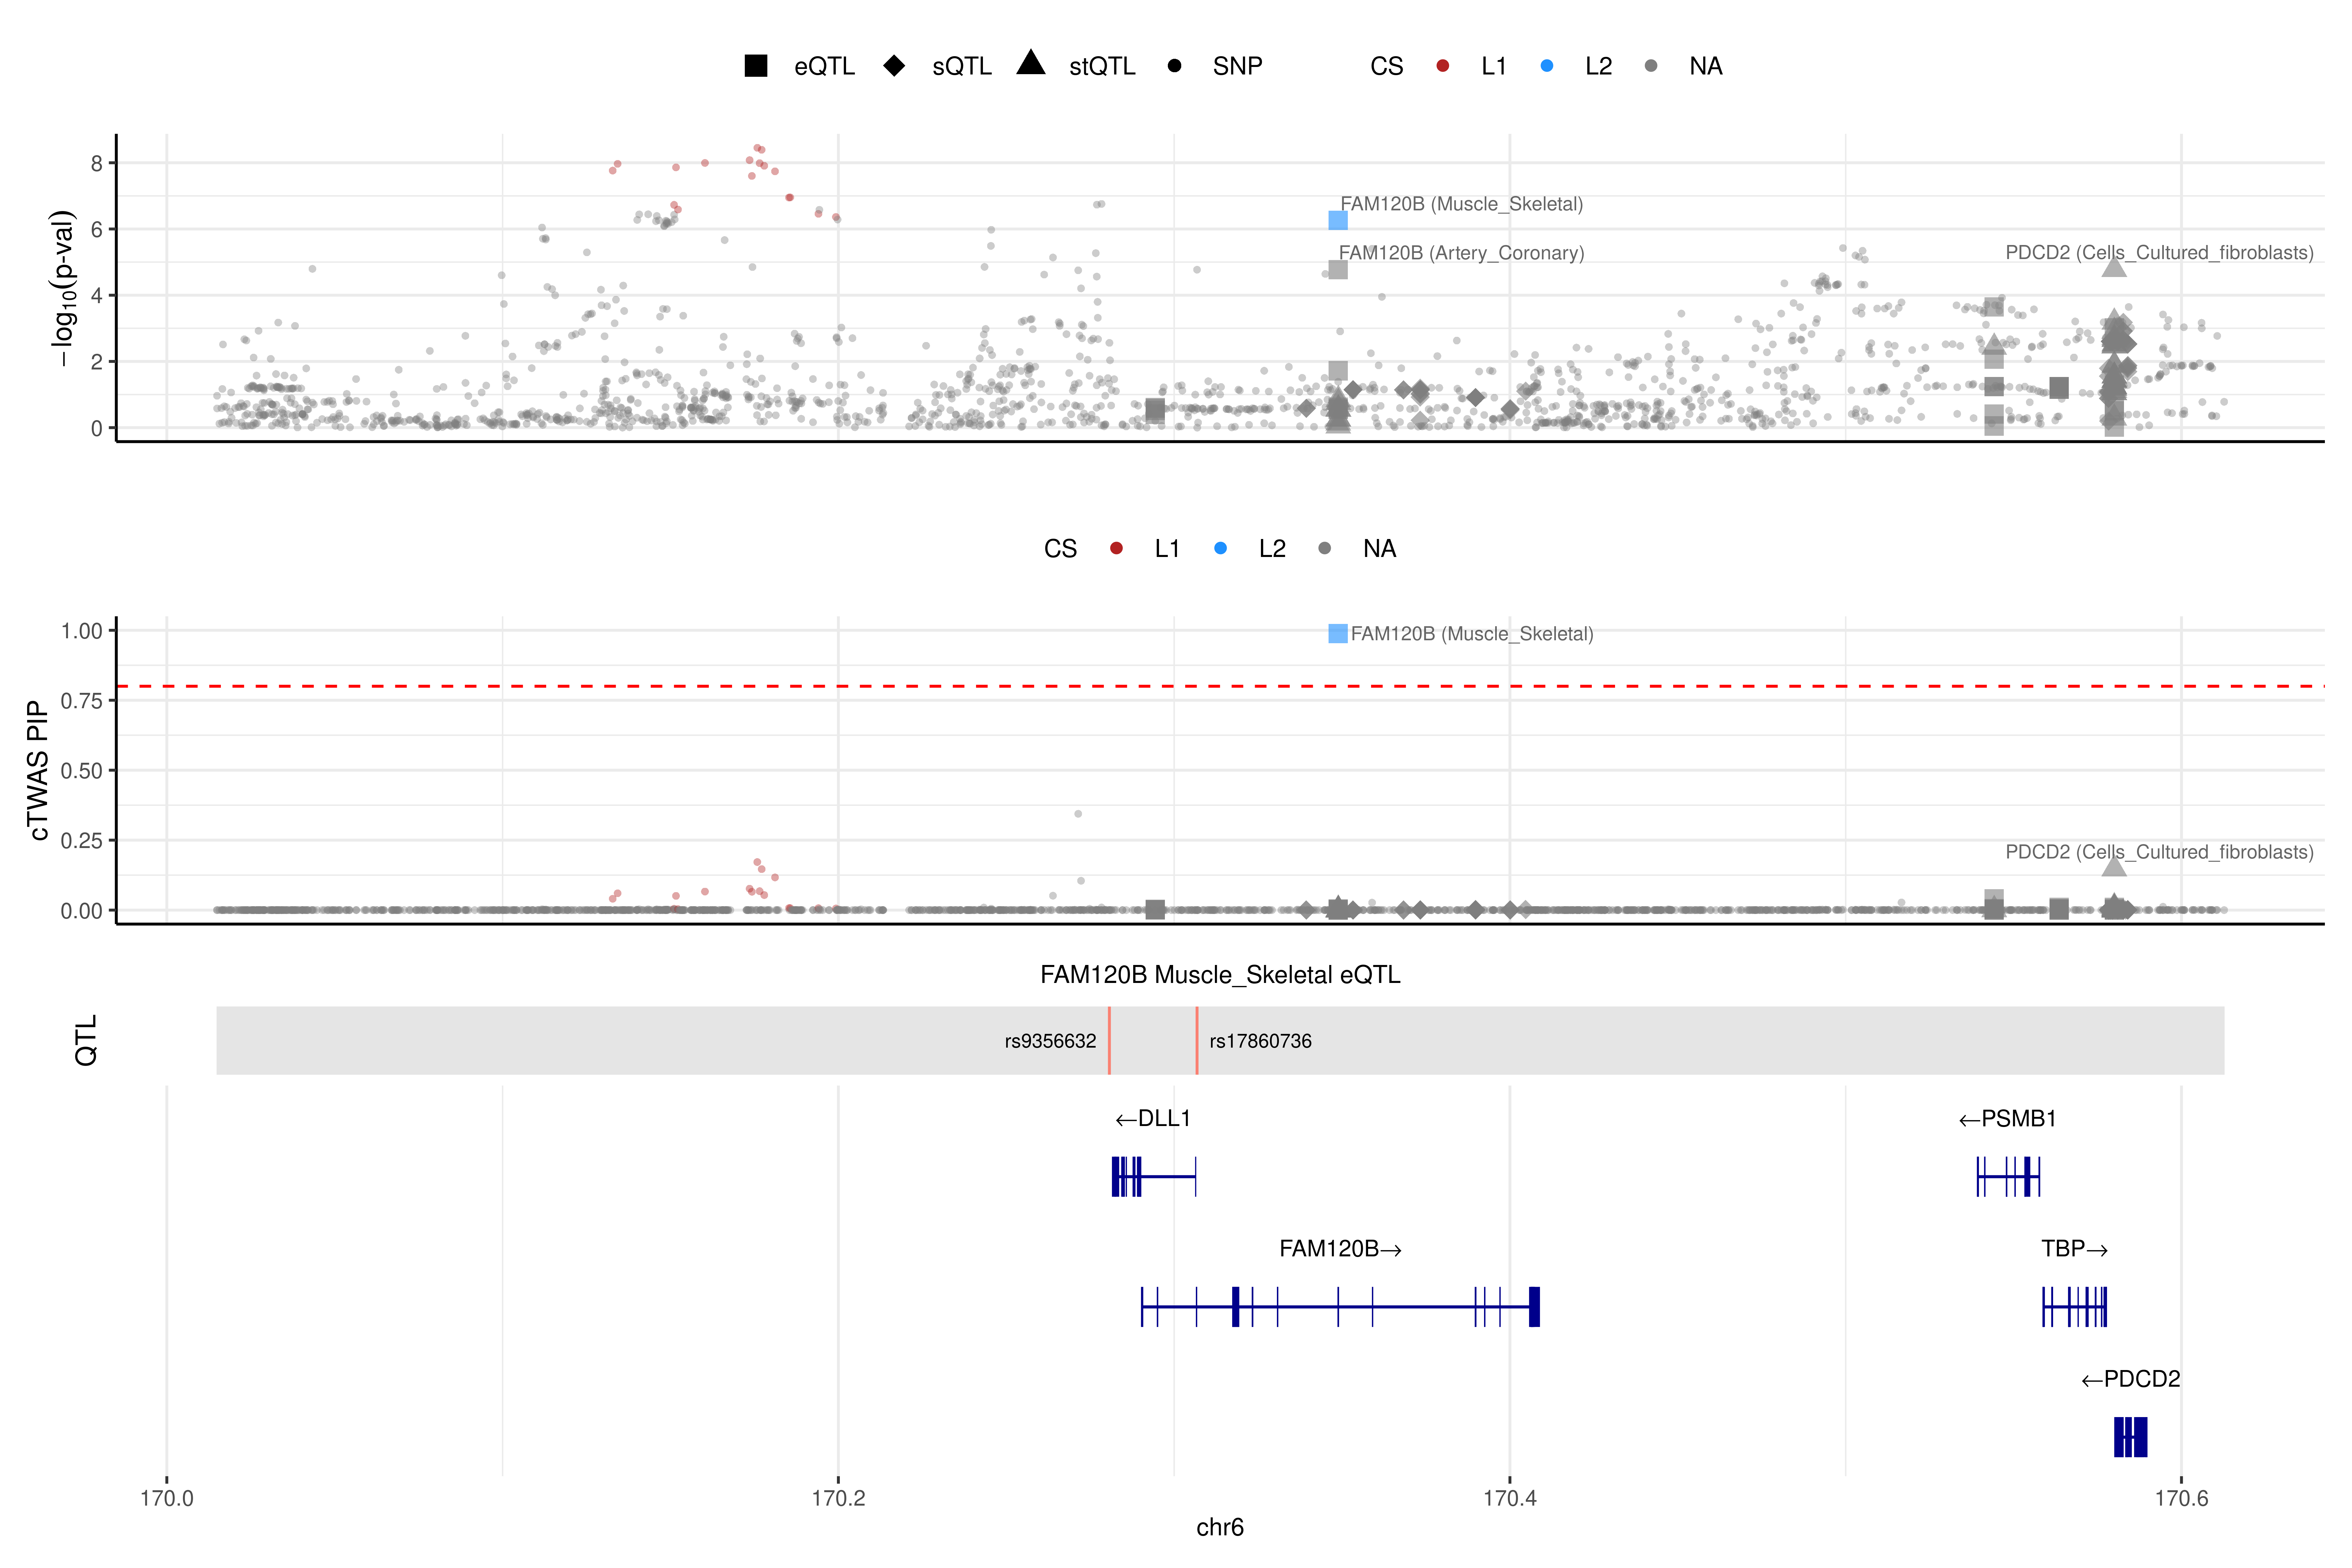 eQTL sQTL stQTL SNP CS L1 L2 NA
−log10(p-val)
8
6
4
2
0
FAM120B (Muscle_Skeletal)
FAM120B (Artery_Coronary)
PDCD2 (Cells_Cultured_fibroblasts)
CS L1 L2 NA
cTWAS PIP
1.00
0.75
0.50
0.25
0.00
FAM120B (Muscle_Skeletal)
PDCD2 (Cells_Cultured_fibroblasts)
FAM120B Muscle_Skeletal eQTL
QTL
rs9356632 rs17860736
←DLL1 ←PSMB1
FAM120B→ TBP→
←PDCD2
170.0 170.2 170.4 170.6
chr6